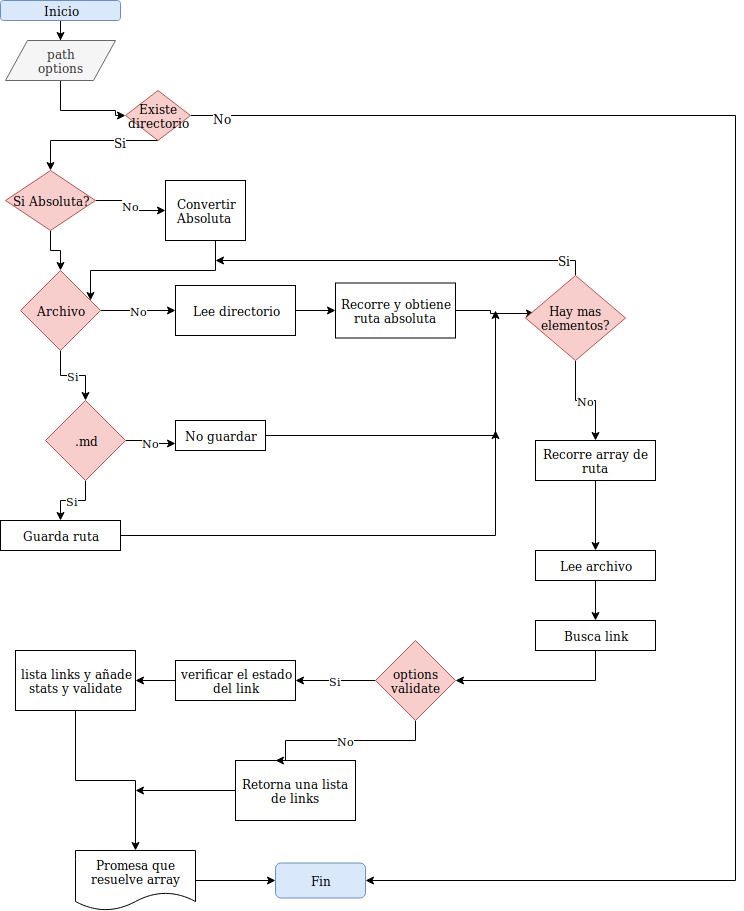 Inicio
path
options
Existe
directorio
No
Si
Si Absoluta?
No
Convertir
Absoluta
Si
Archivo
No
Lee directorio
Recorre y obtiene
ruta absoluta
Hay mas
elementos?
Si
No
.md
No
No guardar
Recorre array de
ruta
Si
Guarda ruta
Lee archivo
Busca link
lista links y añade
stats y validate
verificar el estado
del link
Si
options
validate
No
Retorna una lista
de links
Promesa que
resuelve array
Fin